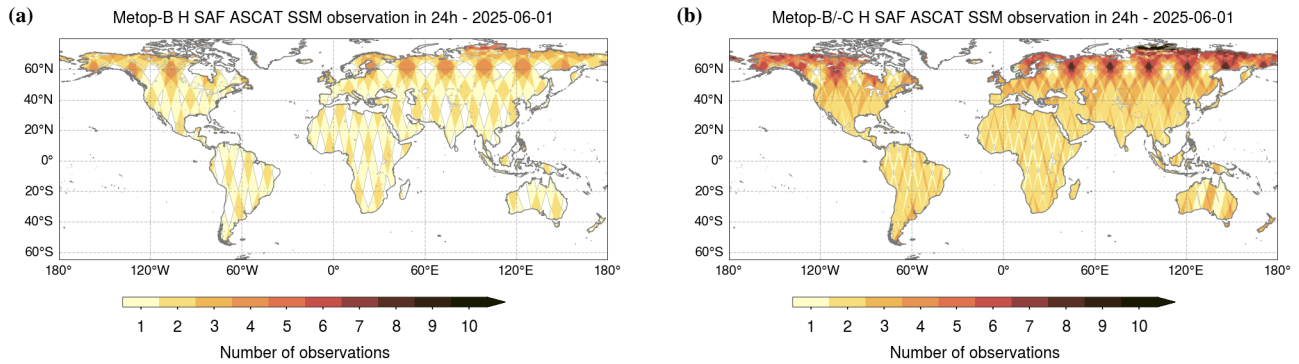 (a)
Metop-B H SAF ASCAT SSM observation in 24h - 2025-06-01
60°N
40°N
20°N
0°
20°S
40°S
60°S
180° 120°W 60°W 0° 60°E 120°E 180°
1 2 3 4 5 6 7 8 9 10
Number of observations
(b)
Metop-B/-C H SAF ASCAT SSM observation in 24h - 2025-06-01
60°N
40°N
20°N
0°
20°S
40°S
60°S
180° 120°W 60°W 0° 60°E 120°E 180°
1 2 3 4 5 6 7 8 9 10
Number of observations